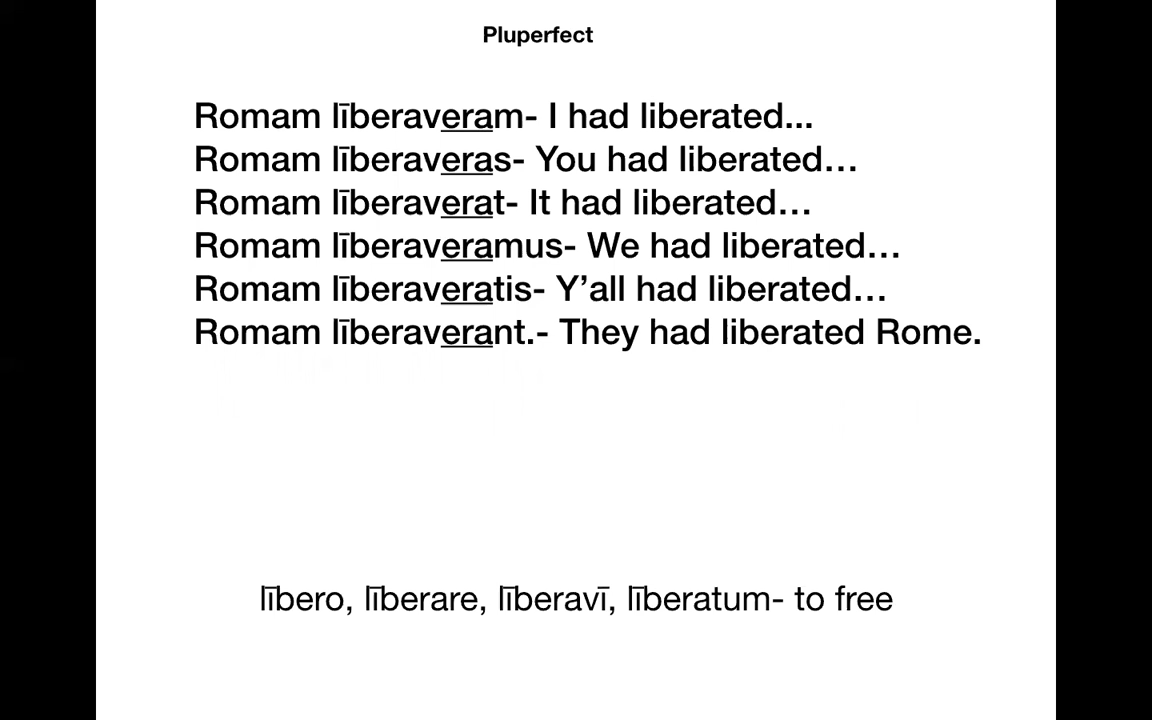 Pluperfect
Romam līberaveram- I had liberated...
Romam līberaveras- You had liberated…
Romam līberaverat- It had liberated…
Romam līberaveramus- We had liberated…
Romam līberaveratis- Y’all had liberated…
Romam līberaverant.- They had liberated Rome.
lībero, līberare, līberavī, līberatum- to free